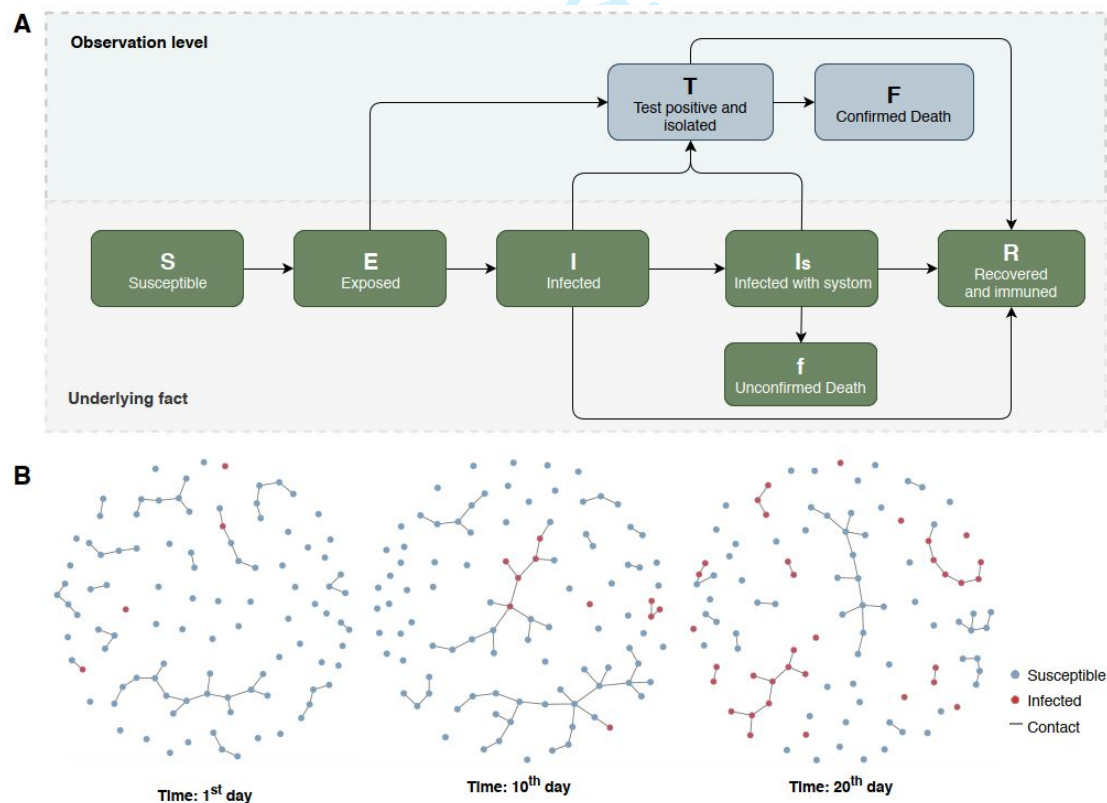 A
Observation level
T
Test positive and
isolated
F
Confirmed Death
S
Susceptible
E
Exposed
I
Infected
Is
Infected with systom
R
Recovered
and immuned
f
Unconfirmed Death
Underlying fact
B
Susceptible
Infected
Contact
Time: 1st day
Time: 10th day
Time: 20th day